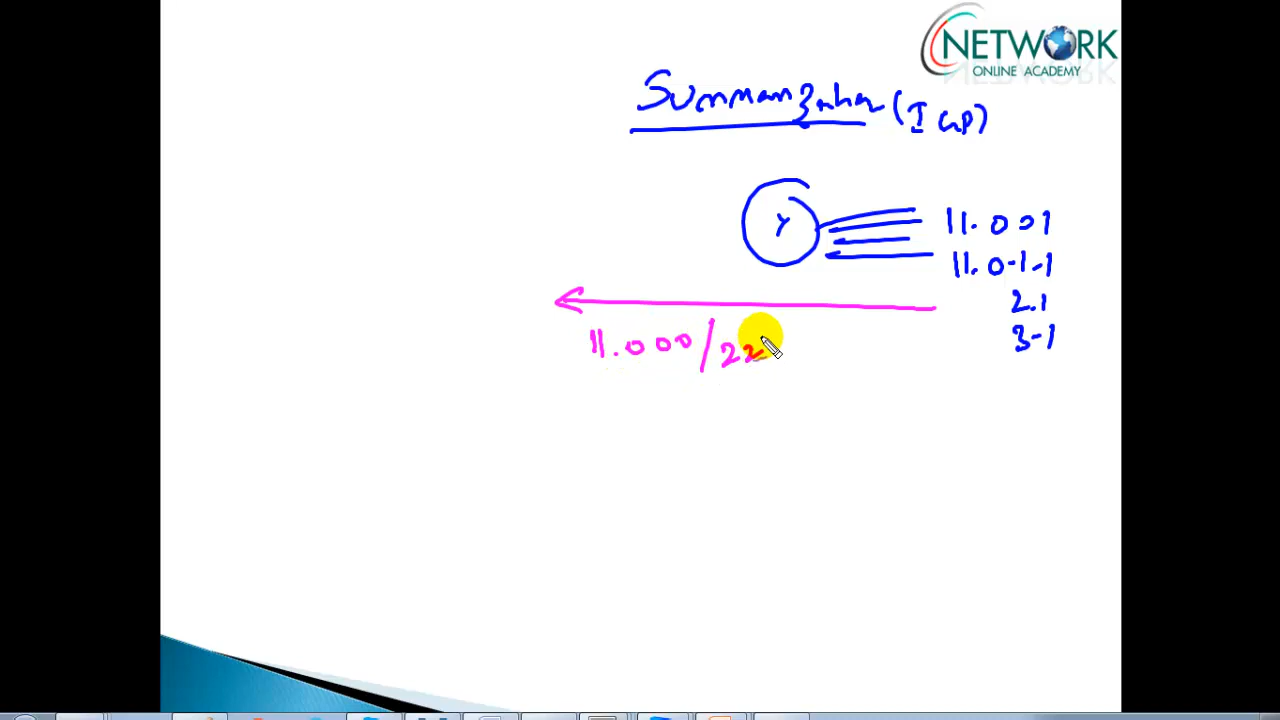 NETWORK
ONLINE ACADEMY
Summarization (IGP)
Y
11.0.0.1
11.0.1.1
2.1
3.1
11.0.0.0/22